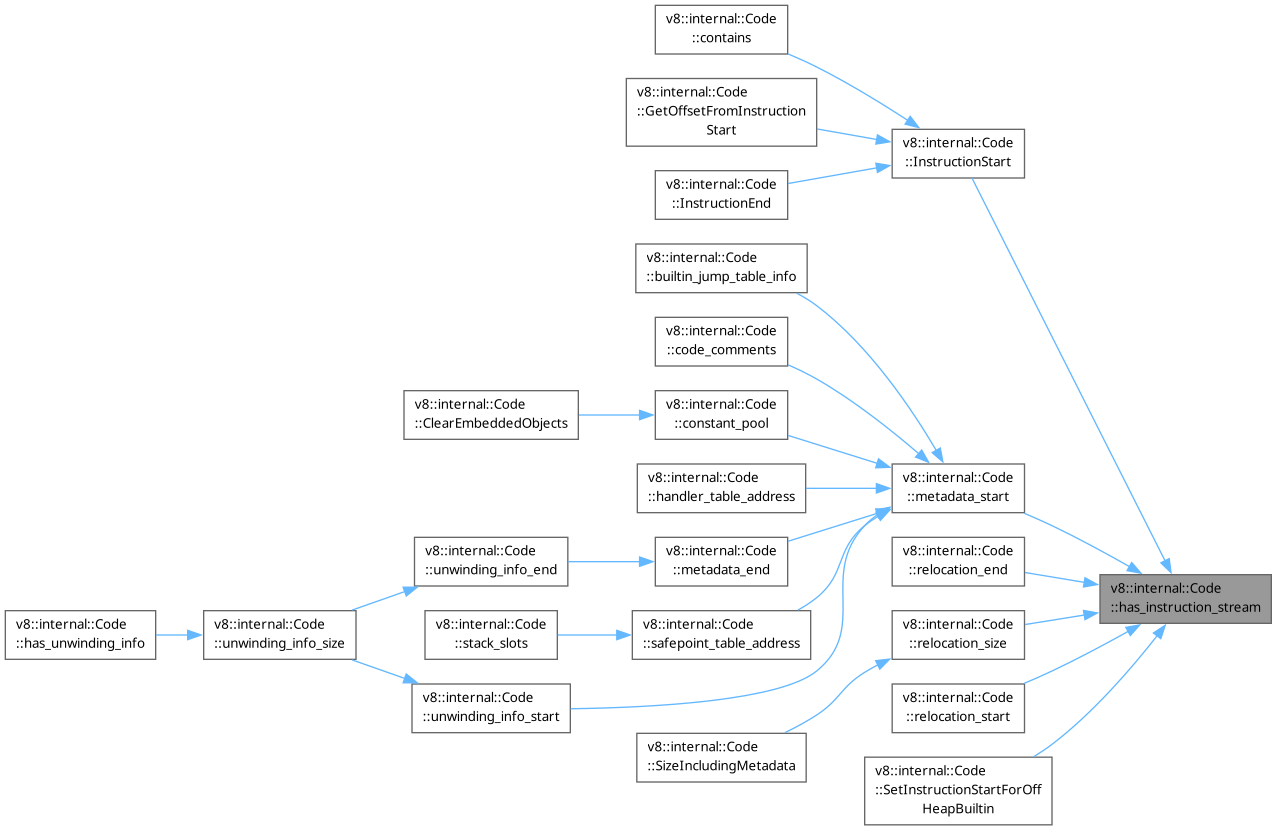 v8::internal::Code
::contains
v8::internal::Code
::GetOffsetFromInstruction
Start
v8::internal::Code
::InstructionStart
v8::internal::Code
::InstructionEnd
v8::internal::Code
::builtin_jump_table_info
v8::internal::Code
::code_comments
v8::internal::Code
::ClearEmbeddedObjects
v8::internal::Code
::constant_pool
v8::internal::Code
::handler_table_address
v8::internal::Code
::metadata_start
v8::internal::Code
::unwinding_info_end
v8::internal::Code
::metadata_end
v8::internal::Code
::relocation_end
v8::internal::Code
::has_instruction_stream
v8::internal::Code
::has_unwinding_info
v8::internal::Code
::unwinding_info_size
v8::internal::Code
::stack_slots
v8::internal::Code
::safepoint_table_address
v8::internal::Code
::relocation_size
v8::internal::Code
::unwinding_info_start
v8::internal::Code
::relocation_start
v8::internal::Code
::SizeIncludingMetadata
v8::internal::Code
::SetInstructionStartForOff
HeapBuiltin